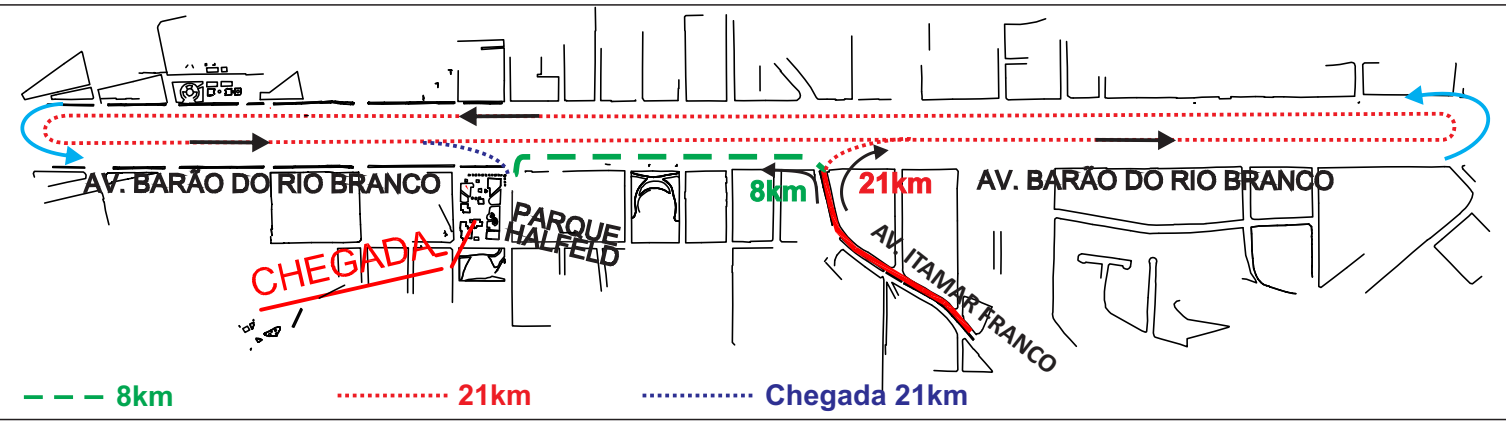 AV. BARÃO DO RIO BRANCO
8km
21km
AV. BARÃO DO RIO BRANCO
PARQUE
HALFELD
CHEGADA
AV. ITAMAR FRANCO
8km
21km
Chegada 21km